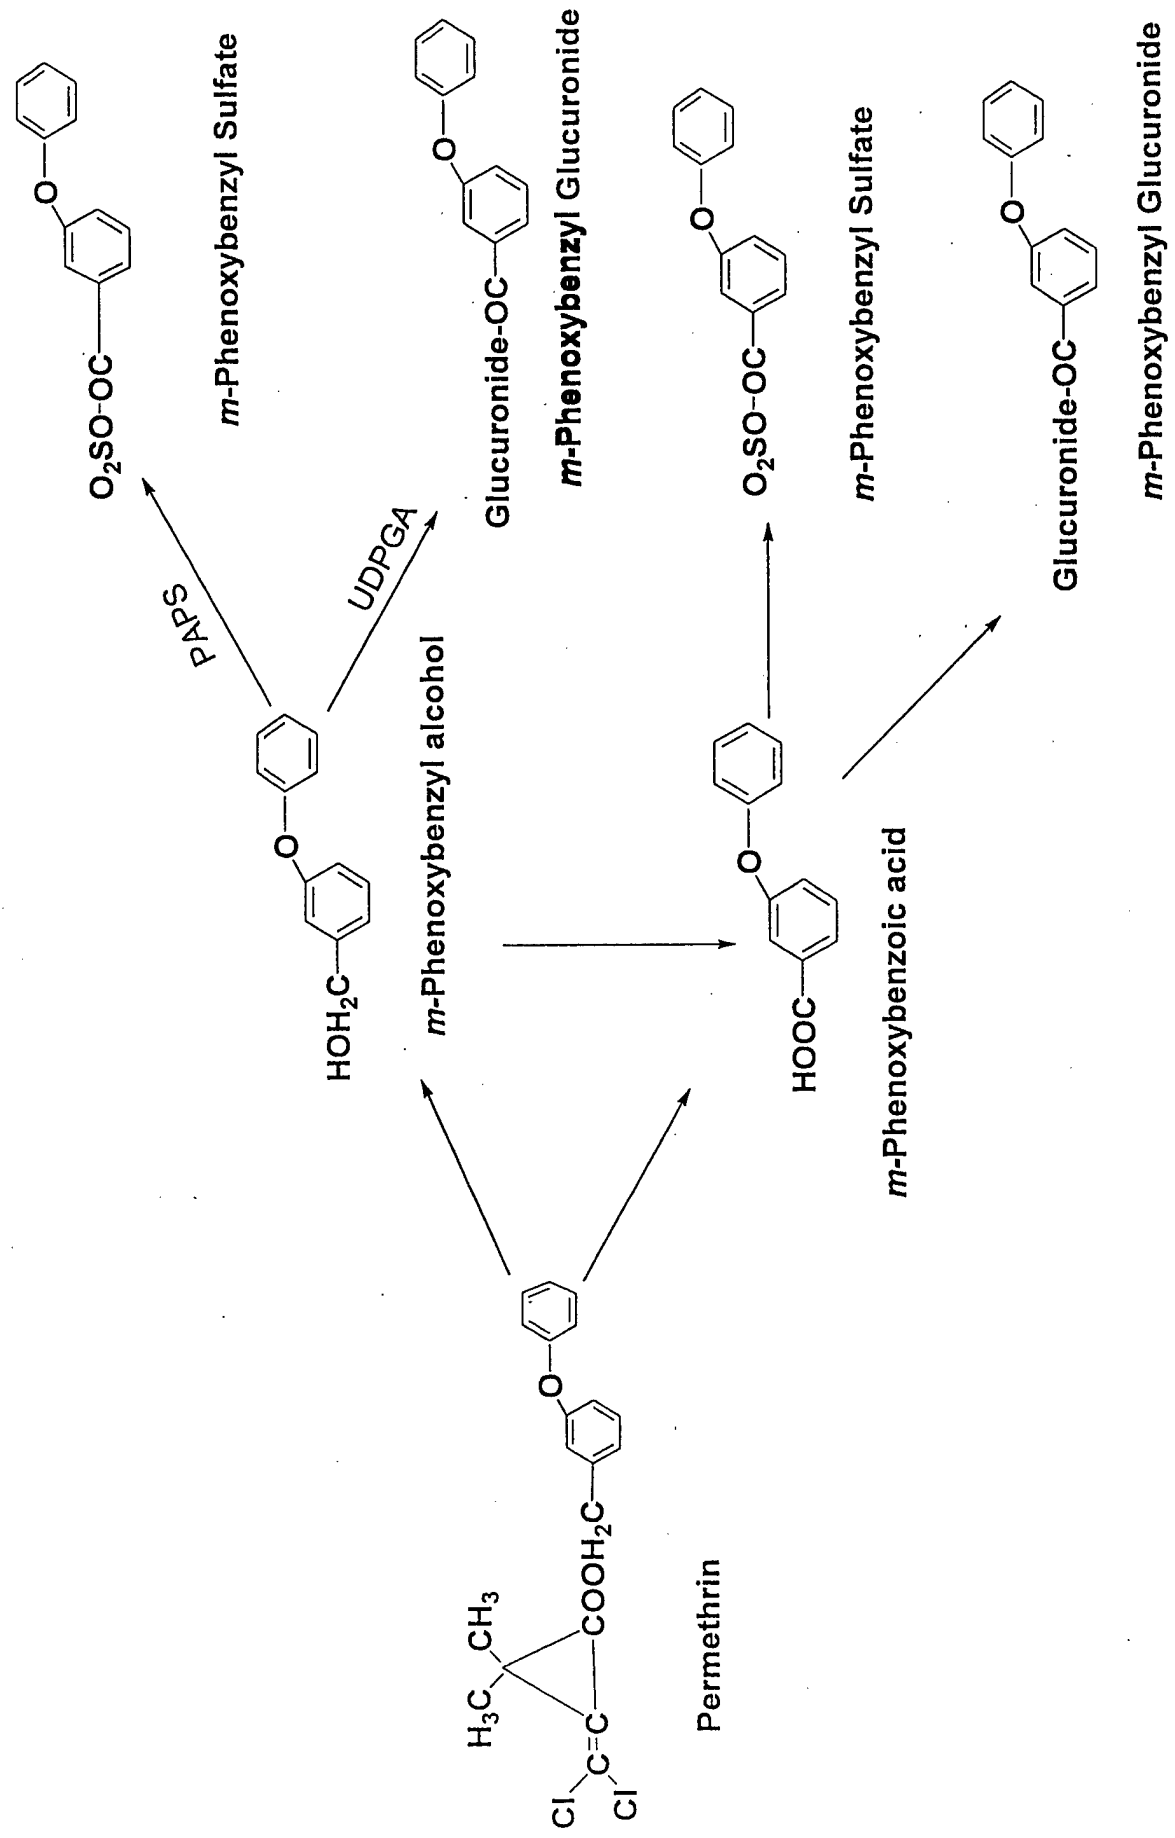 Cl
Cl
C=C
H₃C
CH₃
COOH₂C
O
Permethrin
HOH₂C
O
m-Phenoxybenzyl alcohol
HOOC
O
m-Phenoxybenzoic acid
PAPS
UDPGA
O₂SO-OC
O
m-Phenoxybenzyl Sulfate
Glucuronide-OC
O
m-Phenoxybenzyl Glucuronide
O₂SO-OC
O
m-Phenoxybenzyl Sulfate
Glucuronide-OC
O
m-Phenoxybenzyl Glucuronide